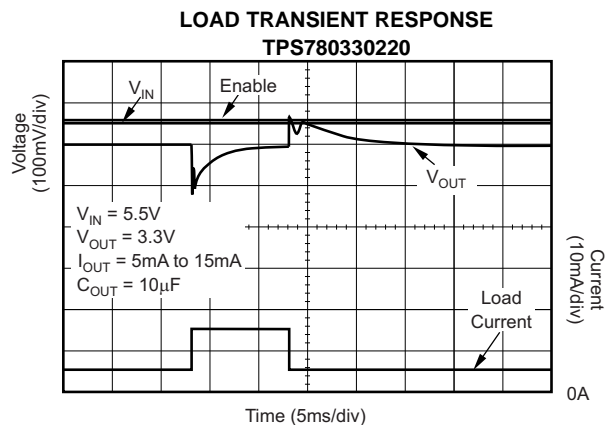 LOAD TRANSIENT RESPONSE
TPS780330220
V_IN
Enable
Voltage
(100mV/div)
V_OUT
V_IN = 5.5V
V_OUT = 3.3V
I_OUT = 5mA to 15mA
C_OUT = 10μF
Load
Current
Current
(10mA/div)
0A
Time (5ms/div)